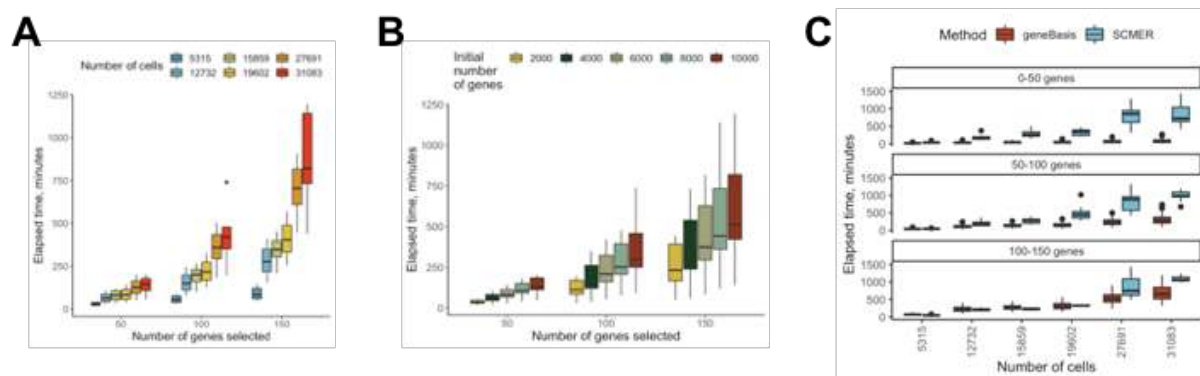 A
Number of cells
5315 15859 27691
12732 19602 31083
Elapsed time, minutes
1250
1000
750
500
250
0
50 100 150
Number of genes selected
B
Initial number of genes
2000 4000 6000 8000 10000
Elapsed time, minutes
1250
1000
750
500
250
0
50 100 150
Number of genes selected
C
Method geneBasis SCMER
Elapsed time, minutes
0-50 genes
1500
1000
500
0
50-100 genes
1500
1000
500
0
100-150 genes
1500
1000
500
0
5315 12732 15859 19602 27691 31083
Number of cells